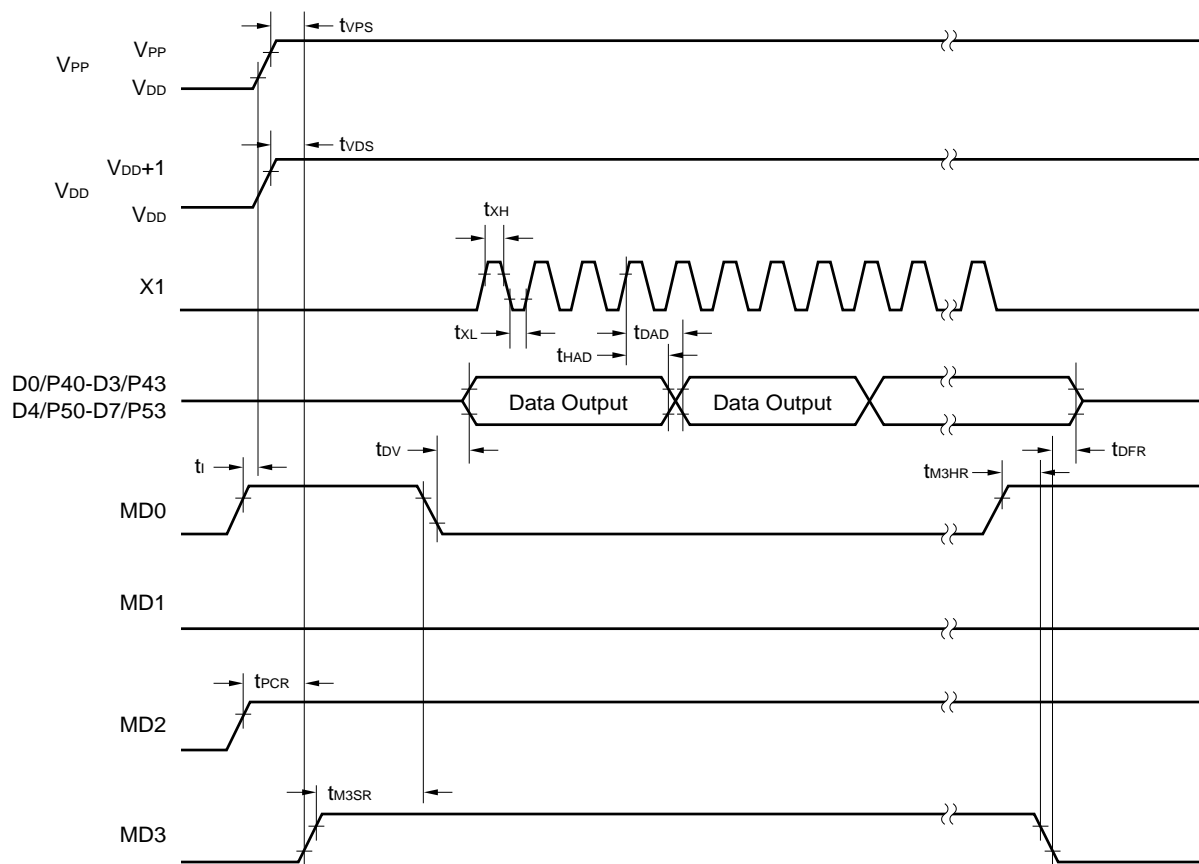 tVPS
VPP
VPP
VDD
tVDS
VDD+1
VDD
VDD
tXH
X1
tXL
tDAD
tHAD
D0/P40-D3/P43
D4/P50-D7/P53
Data Output
Data Output
tDV
tDFR
tI
tM3HR
MD0
MD1
tPCR
MD2
tM3SR
MD3